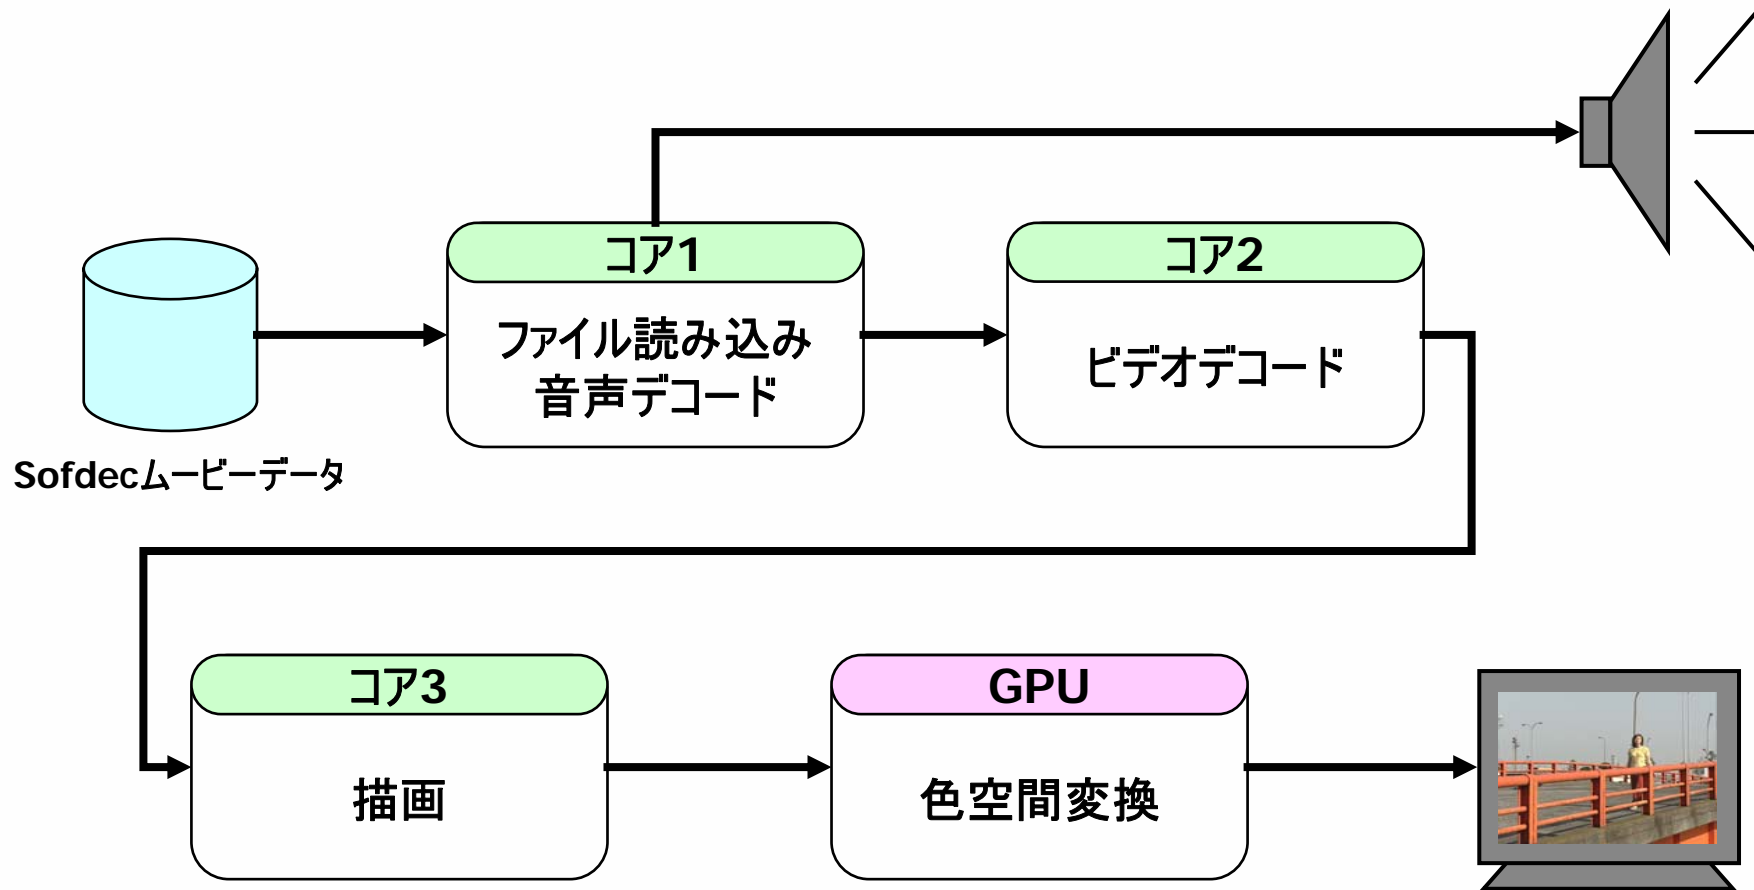 コア1
ファイル読み込み
音声デコード
コア2
ビデオデコード
Sofdecムービーデータ
コア3
描画
GPU
色空間変換